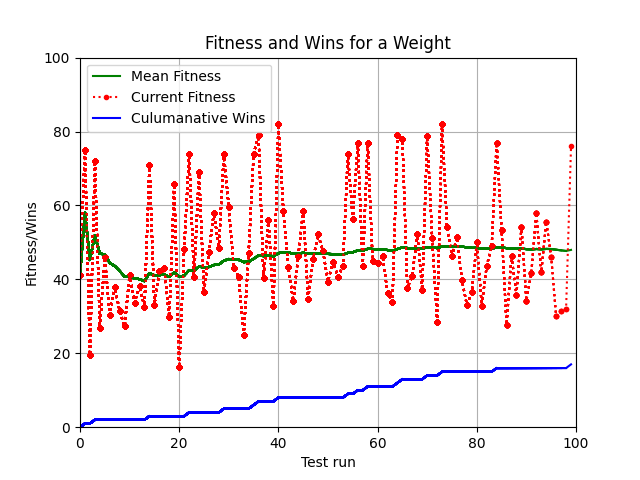 Fitness and Wins for a Weight
100
80
60
40
20
0
Fitness/Wins
Mean Fitness
Current Fitness
Culumanative Wins
0 20 40 60 80 100
Test run